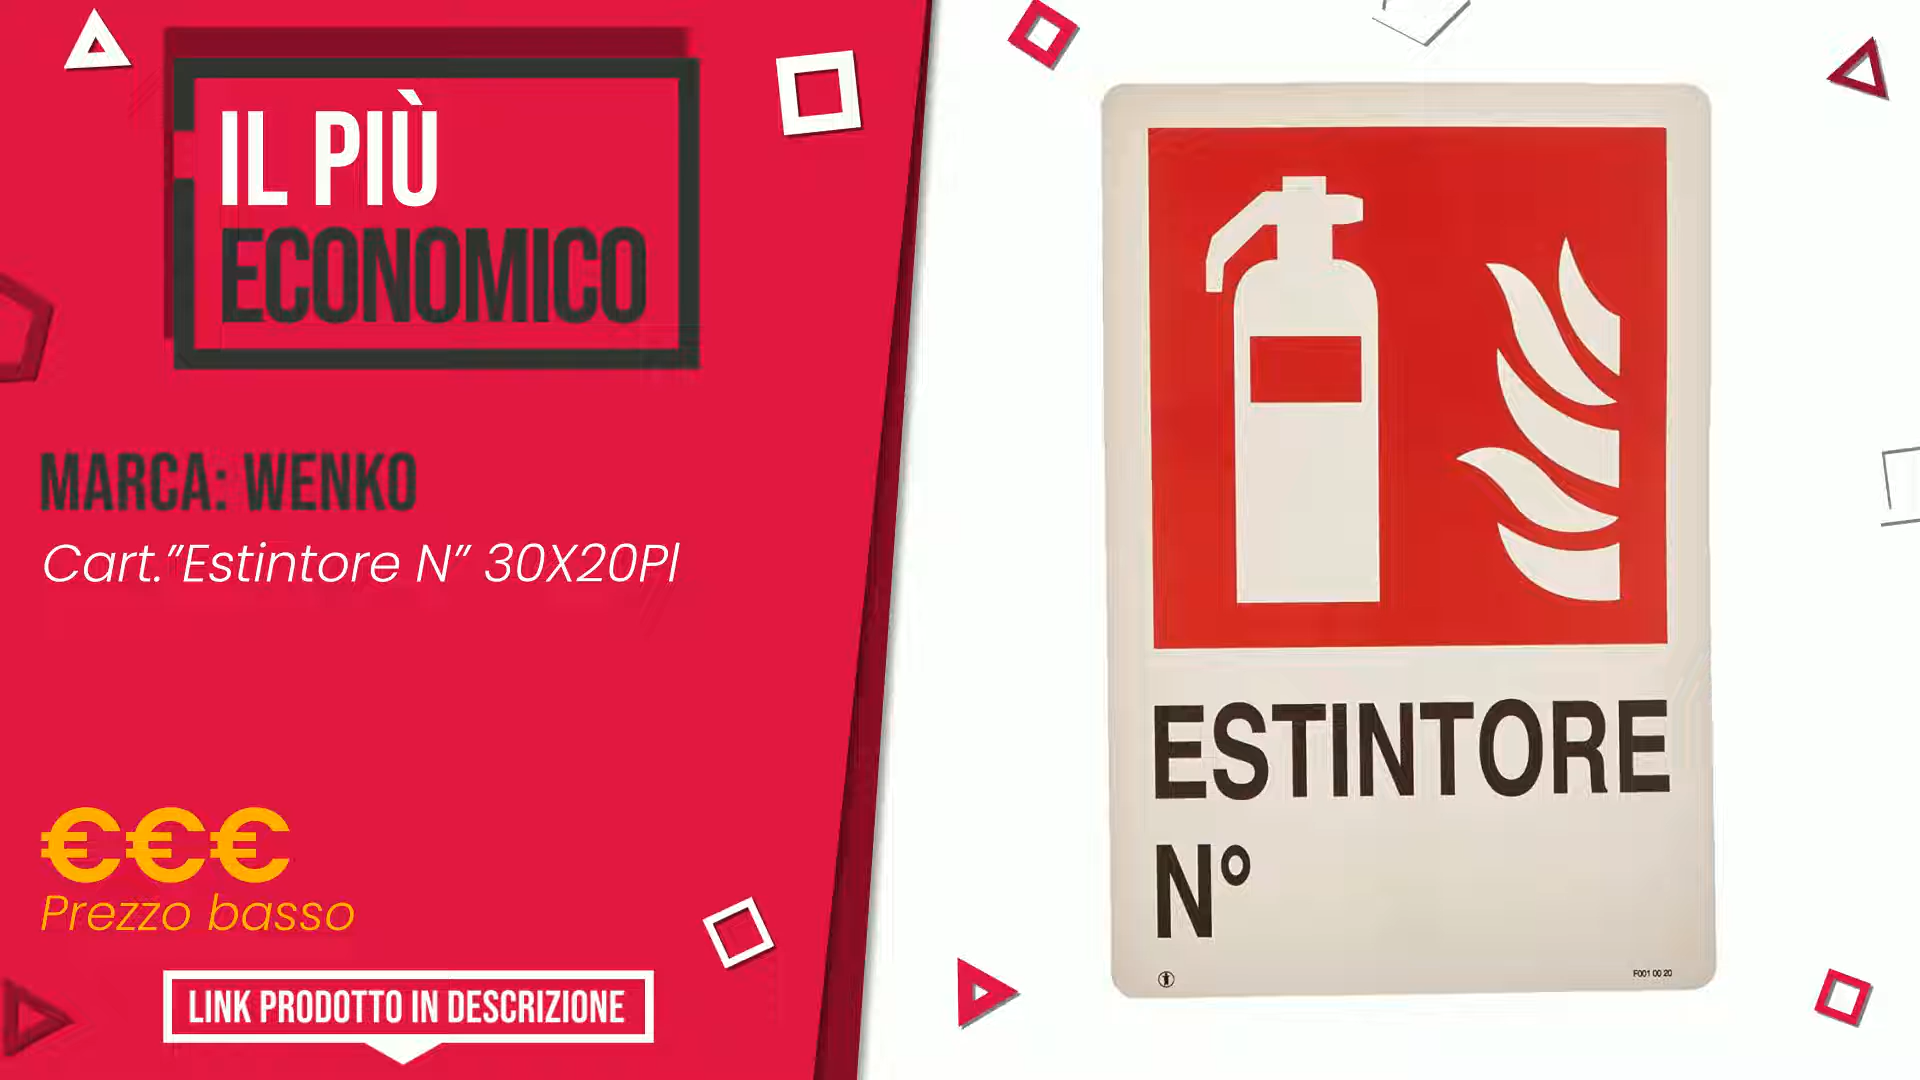 IL PIÙ
ECONOMICO
MARCA: WENKO
Cart."Estintore N" 30X20Pl
€€€
Prezzo basso
LINK PRODOTTO IN DESCRIZIONE
ESTINTORE
N°
F001 00 20